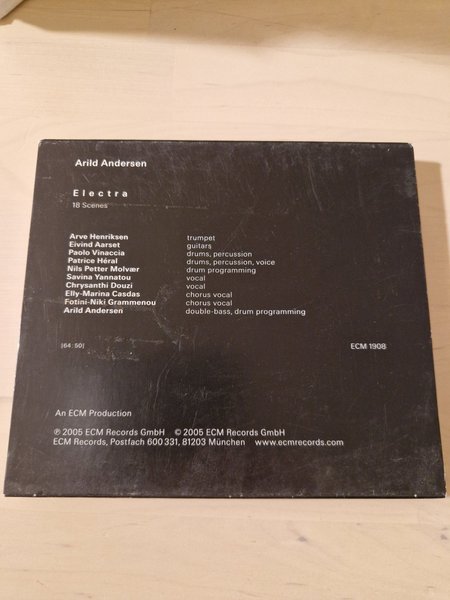 Arild Andersen
Electra
18 Scenes
Arve Henriksen trumpet
Eivind Aarset guitars
Paolo Vinaccia drums, percussion
Patrice Héral drums, percussion, voice
Nils Petter Molvær drum programming
Savina Yannatou vocal
Chrysanthi Douzi vocal
Elly-Marina Casdas chorus vocal
Fotini-Niki Grammenou chorus vocal
Arild Andersen double-bass, drum programming
[64:50] ECM 1908
An ECM Production
℗ 2005 ECM Records GmbH © 2005 ECM Records GmbH
ECM Records, Postfach 600 331, 81203 München www.ecmrecords.com